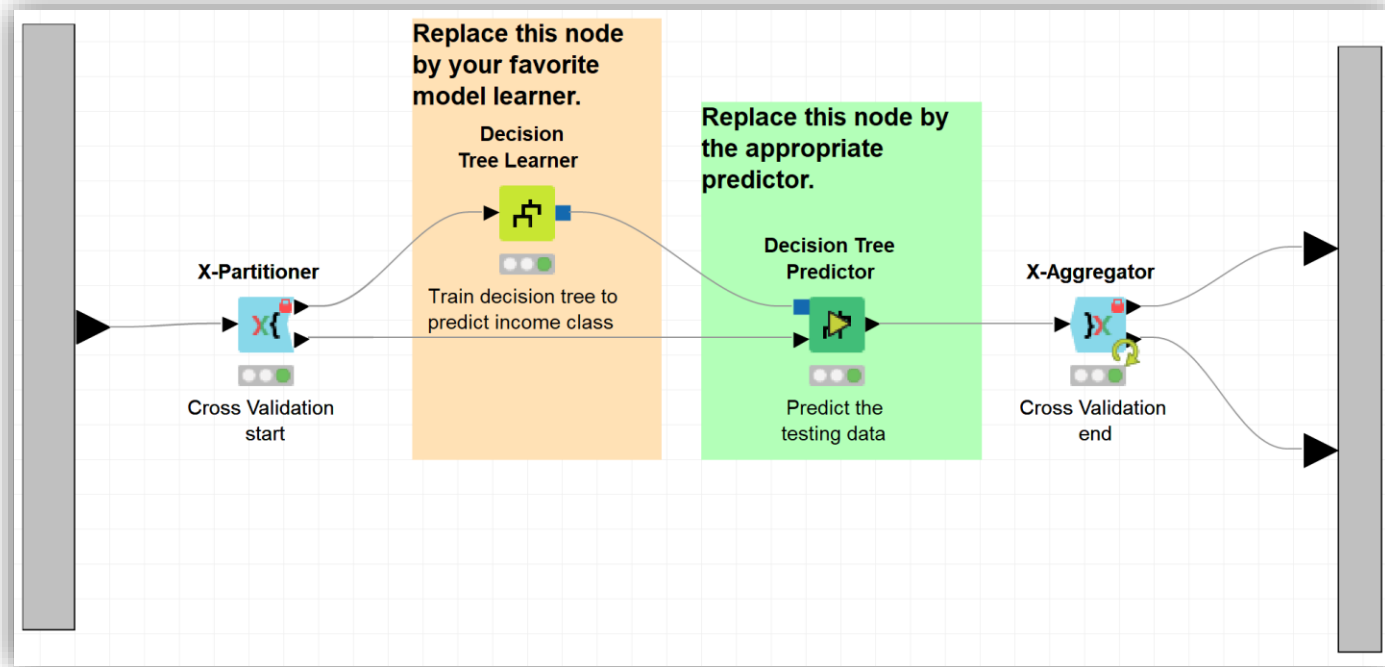 Replace this node
by your favorite
model learner.
Decision
Tree Learner
Train decision tree to
predict income class
Replace this node by
the appropriate
predictor.
Decision Tree
Predictor
Predict the
testing data
X-Partitioner
X{
Cross Validation
start
X-Aggregator
}X
Cross Validation
end